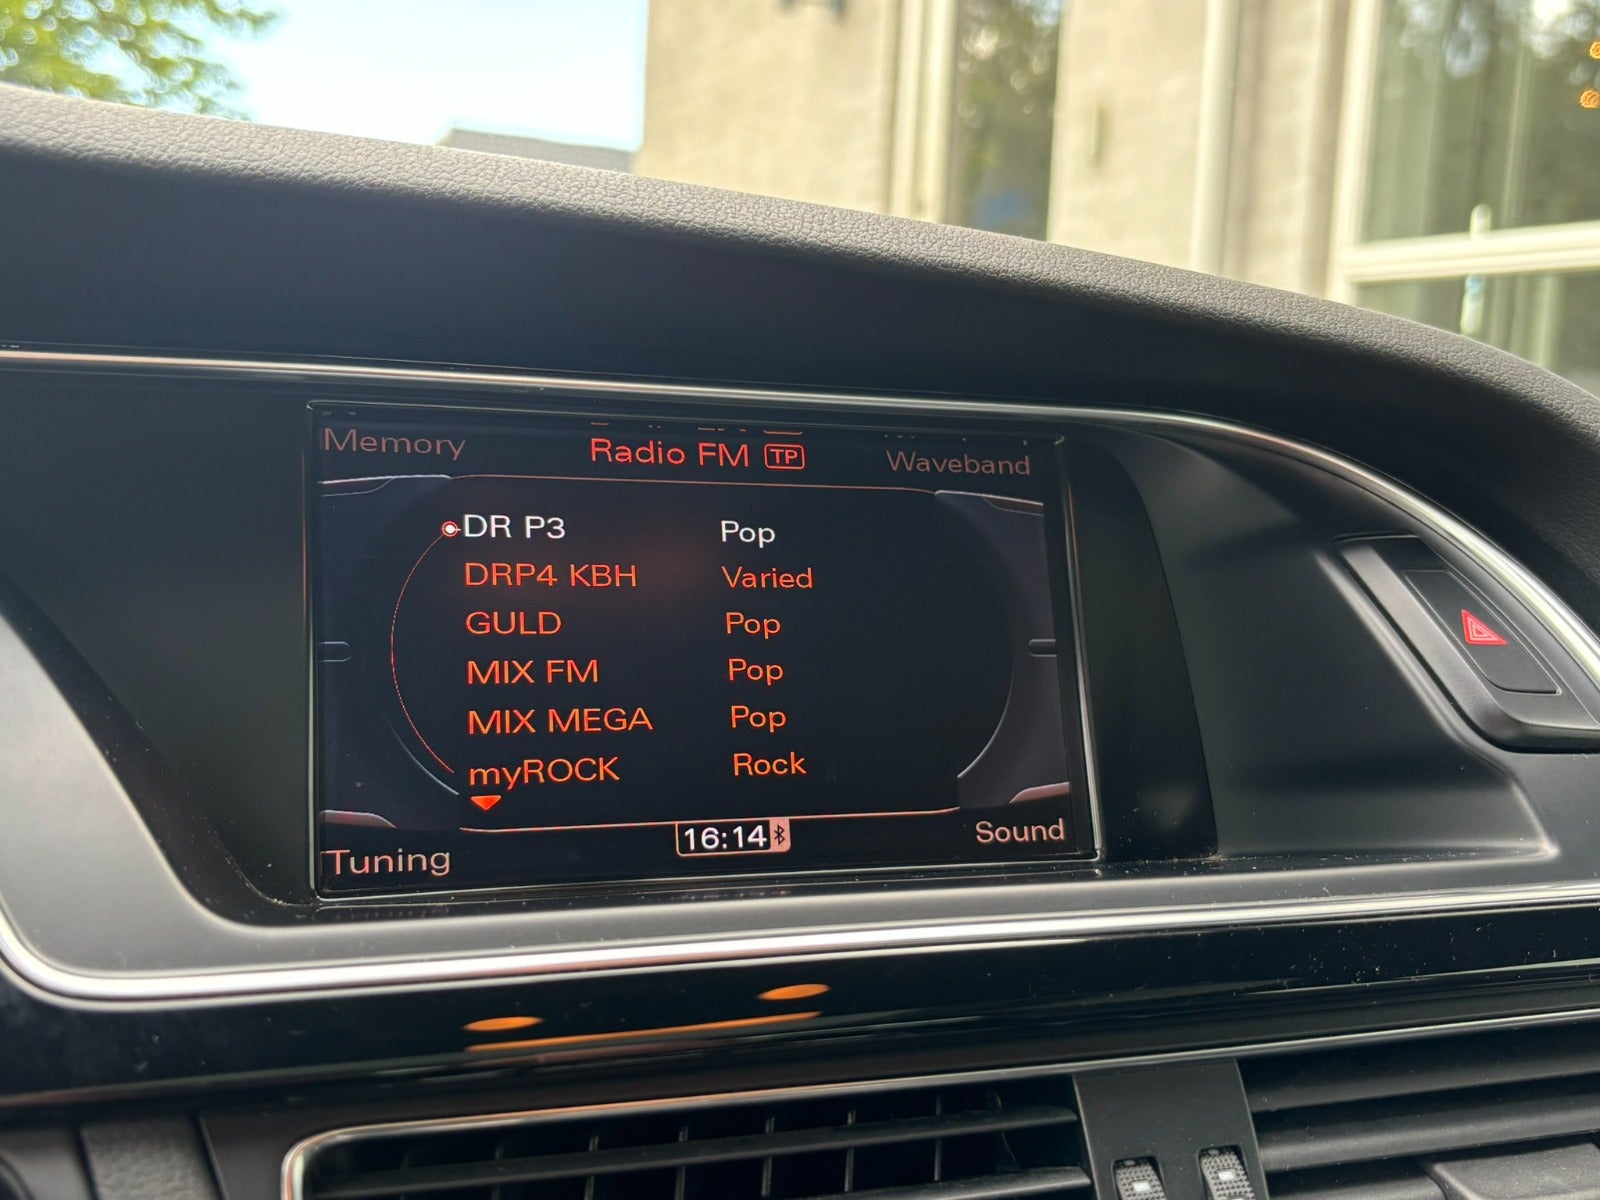 Memory Radio FM TP Waveband
DR P3 Pop
DRP4 KBH Varied
GULD Pop
MIX FM Pop
MIX MEGA Pop
myROCK Rock
16:14
Tuning Sound